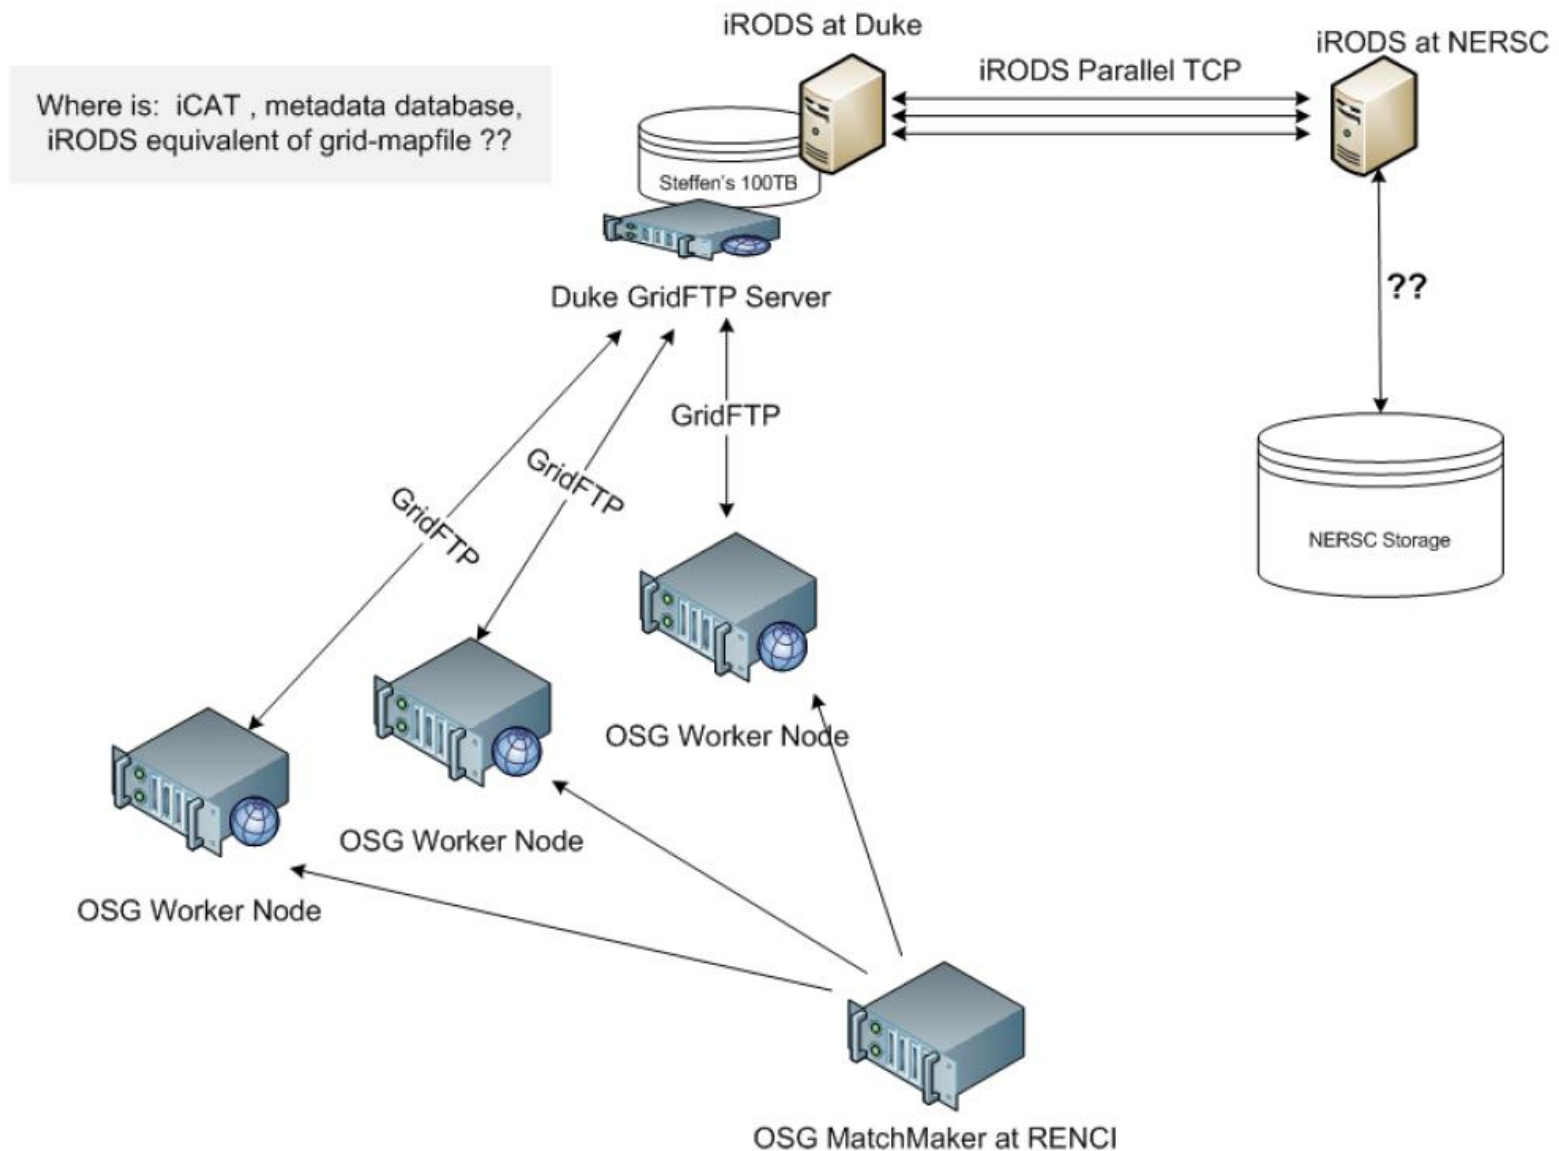 iRODS at Duke
iRODS at NERSC
iRODS Parallel TCP
Where is:  iCAT , metadata database,
iRODS equivalent of grid-mapfile ??
Steffen's 100TB
Duke GridFTP Server
??
GridFTP
GridFTP
GridFTP
NERSC Storage
OSG Worker Node
OSG Worker Node
OSG Worker Node
OSG MatchMaker at RENCI